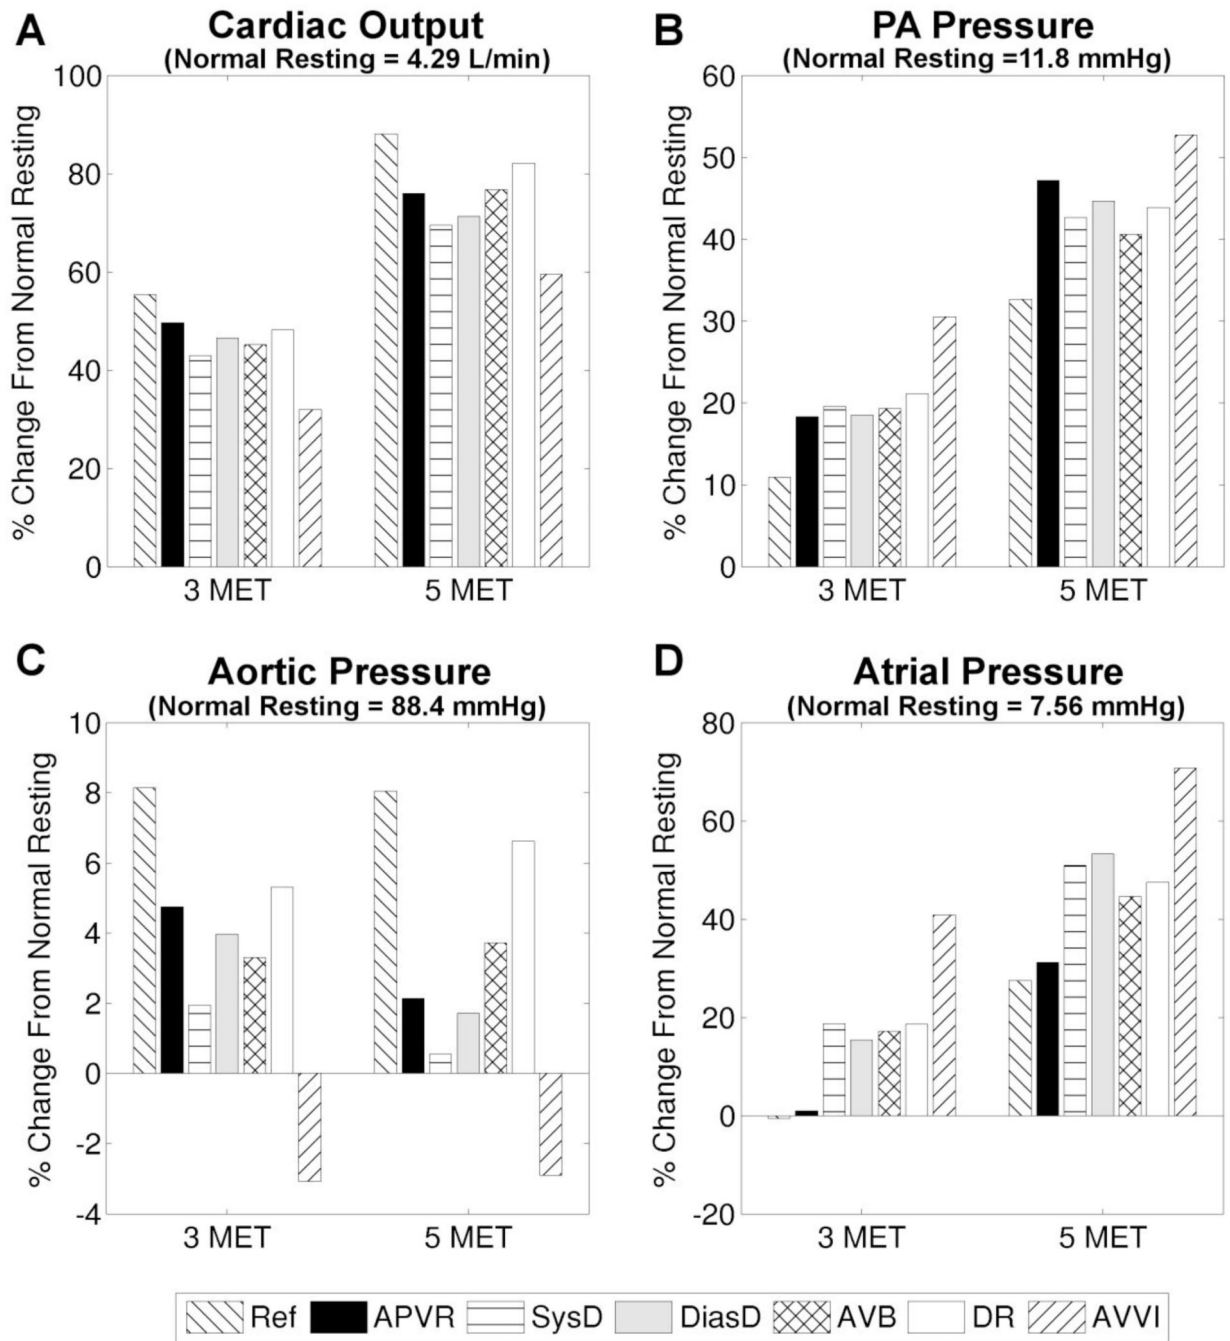 A
Cardiac Output
(Normal Resting = 4.29 L/min)
% Change From Normal Resting
100
80
60
40
20
0
3 MET
5 MET
B
PA Pressure
(Normal Resting =11.8 mmHg)
% Change From Normal Resting
60
50
40
30
20
10
0
3 MET
5 MET
C
Aortic Pressure
(Normal Resting = 88.4 mmHg)
% Change From Normal Resting
10
8
6
4
2
0
-2
-4
3 MET
5 MET
D
Atrial Pressure
(Normal Resting = 7.56 mmHg)
% Change From Normal Resting
80
60
40
20
0
-20
3 MET
5 MET
Ref APVR SysD DiasD AVB DR AVVI